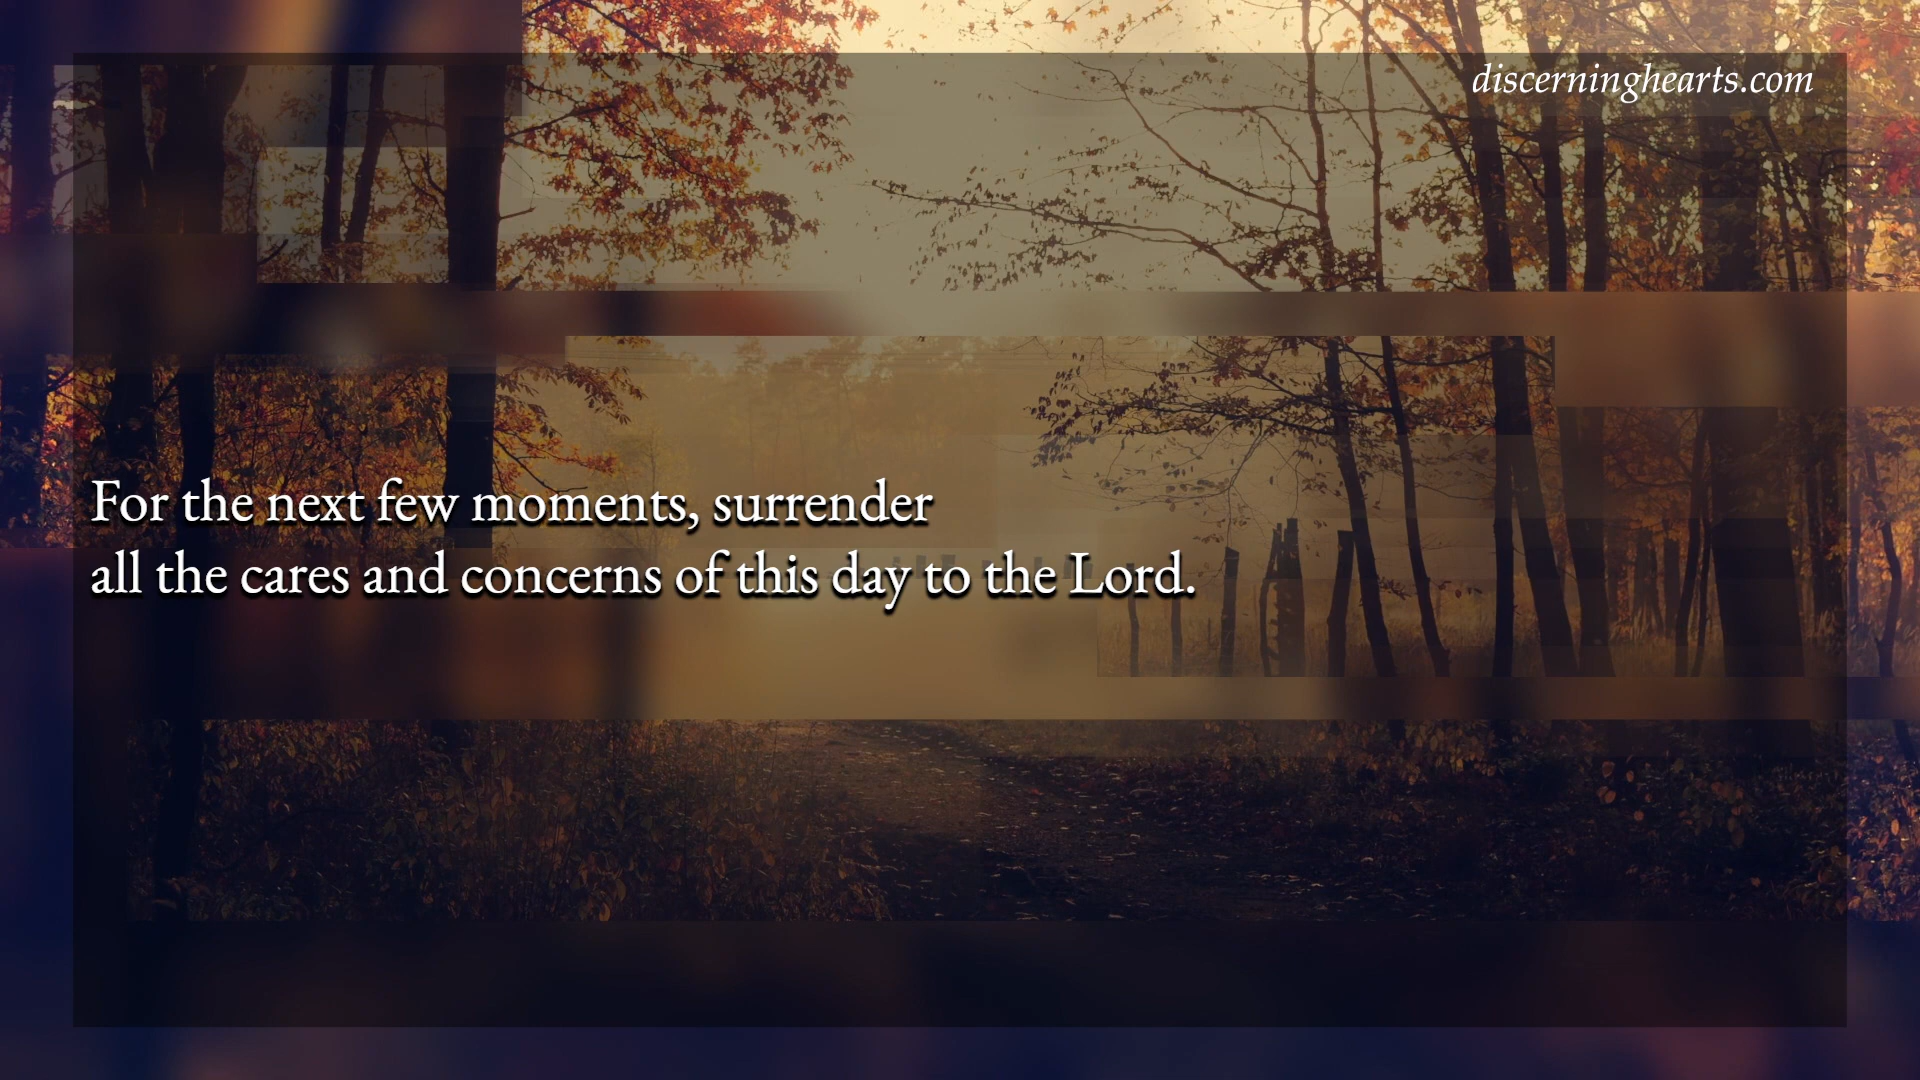 discerninghearts.com
For the next few moments, surrender
all the cares and concerns of this day to the Lord.